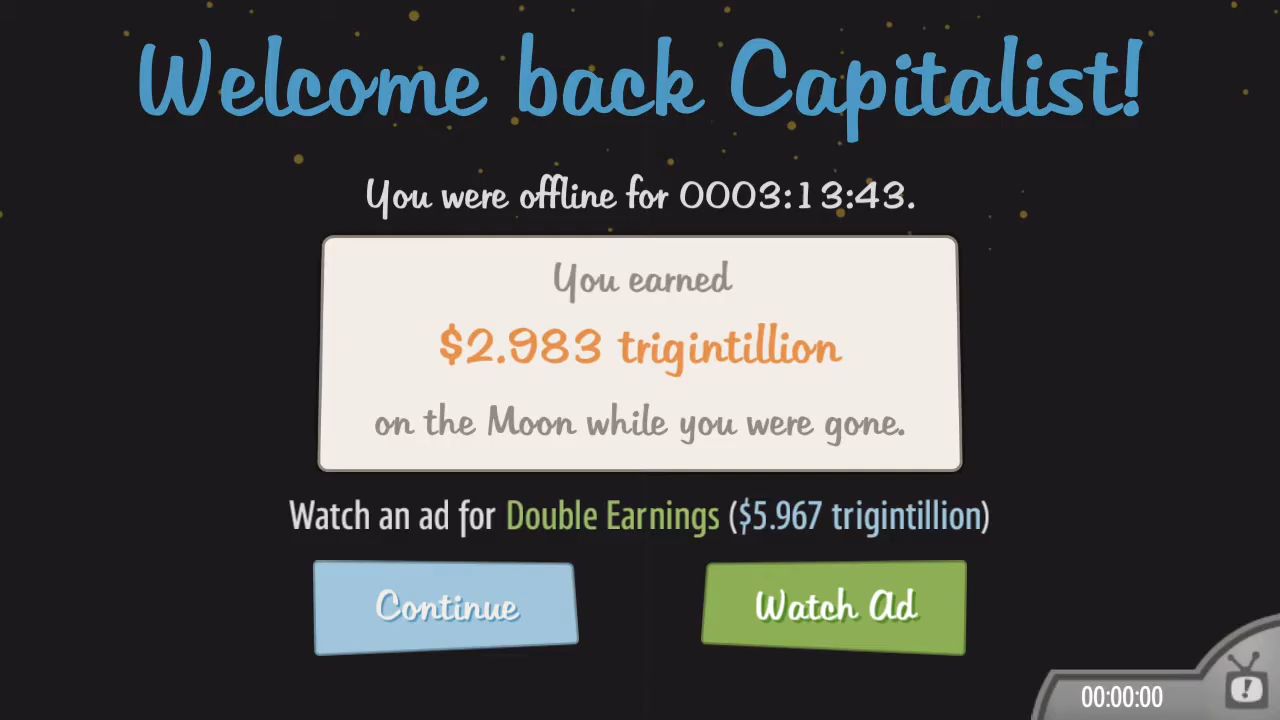 Welcome back Capitalist!
You were offline for 0003:13:43.
You earned
$2.983 trigintillion
on the Moon while you were gone.
Watch an ad for Double Earnings ($5.967 trigintillion)
Continue
Watch Ad
00:00:00
!